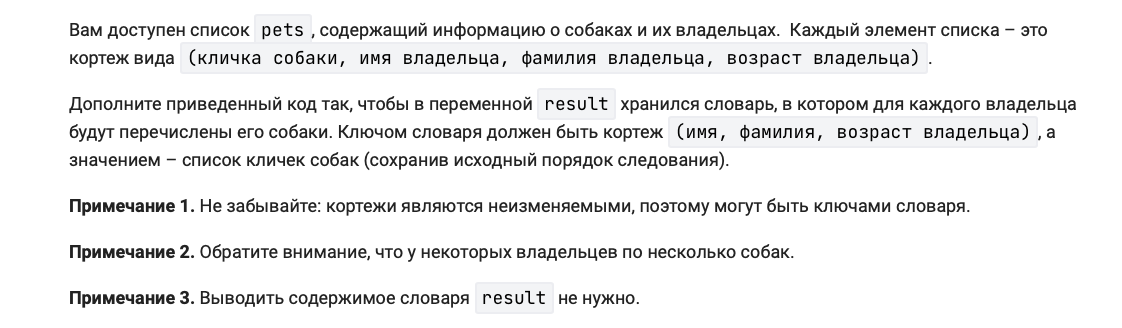 Вам доступен список pets , содержащий информацию о собаках и их владельцах. Каждый элемент списка – это
кортеж вида (кличка собаки, имя владельца, фамилия владельца, возраст владельца) .
Дополните приведенный код так, чтобы в переменной result хранился словарь, в котором для каждого владельца
будут перечислены его собаки. Ключом словаря должен быть кортеж (имя, фамилия, возраст владельца) , а
значением – список кличек собак (сохранив исходный порядок следования).
Примечание 1. Не забывайте: кортежи являются неизменяемыми, поэтому могут быть ключами словаря.
Примечание 2. Обратите внимание, что у некоторых владельцев по несколько собак.
Примечание 3. Выводить содержимое словаря result не нужно.